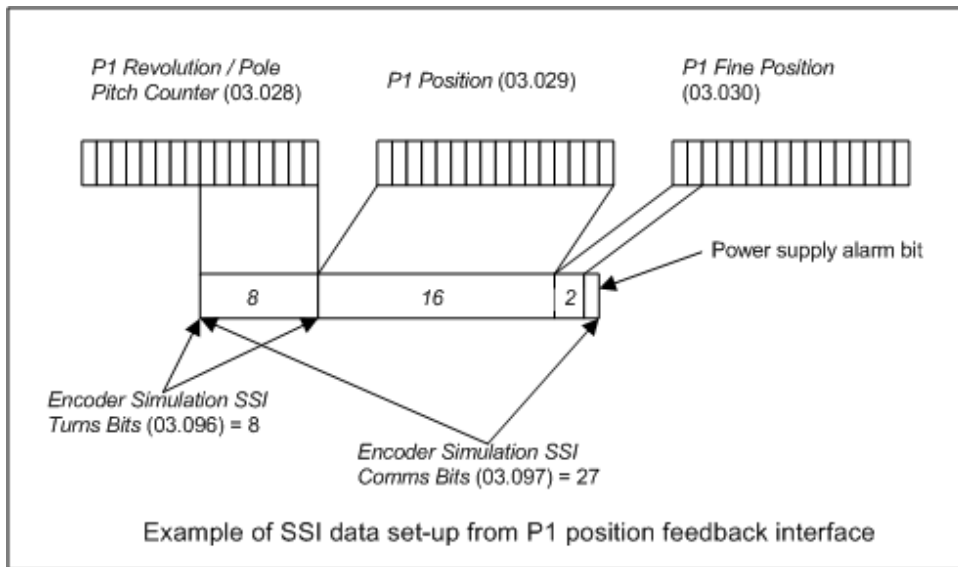 P1 Revolution / Pole
Pitch Counter (03.028)
P1 Position (03.029)
P1 Fine Position
(03.030)
Power supply alarm bit
8
16
2
Encoder Simulation SSI
Turns Bits (03.096) = 8
Encoder Simulation SSI
Comms Bits (03.097) = 27
Example of SSI data set-up from P1 position feedback interface